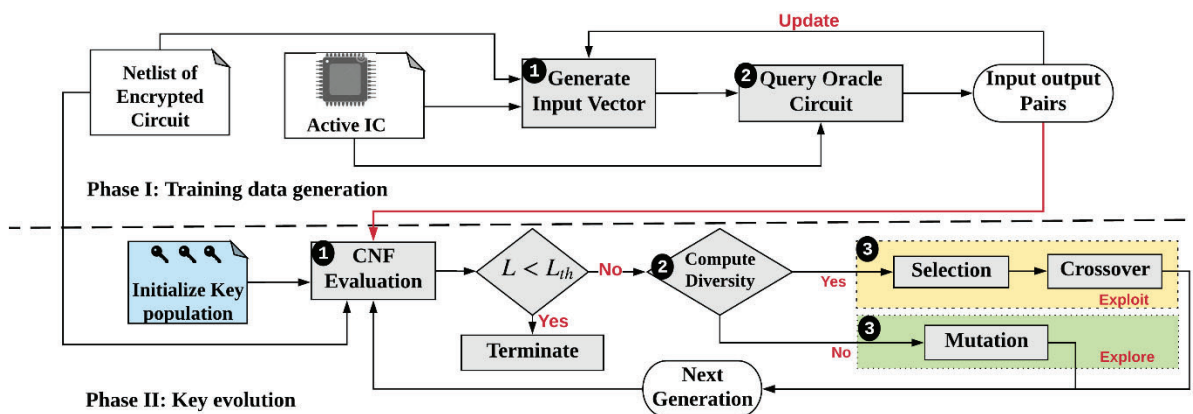 Update
Netlist of
Encrypted
Circuit
Active IC
1
Generate
Input Vector
2
Query Oracle
Circuit
Input output
Pairs
Phase I: Training data generation
Initialize Key
population
1
CNF
Evaluation
L < Lth
No
Yes
Terminate
2
Compute
Diversity
Yes
No
3
Selection
Crossover
Exploit
3
Mutation
Explore
Next
Generation
Phase II: Key evolution